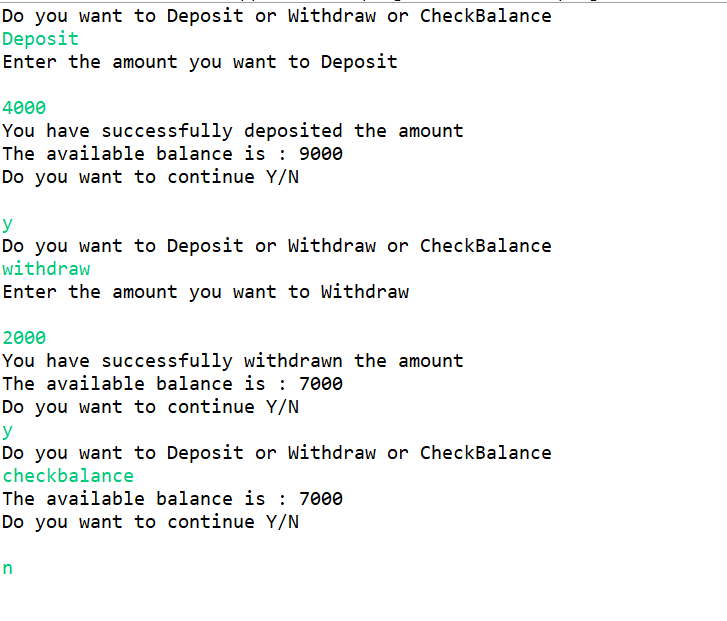 Do you want to Deposit or Withdraw or CheckBalance
Deposit
Enter the amount you want to Deposit
4000
You have successfully deposited the amount
The available balance is : 9000
Do you want to continue Y/N
y
Do you want to Deposit or Withdraw or CheckBalance
withdraw
Enter the amount you want to Withdraw
2000
You have successfully withdrawn the amount
The available balance is : 7000
Do you want to continue Y/N
y
Do you want to Deposit or Withdraw or CheckBalance
checkbalance
The available balance is : 7000
Do you want to continue Y/N
n